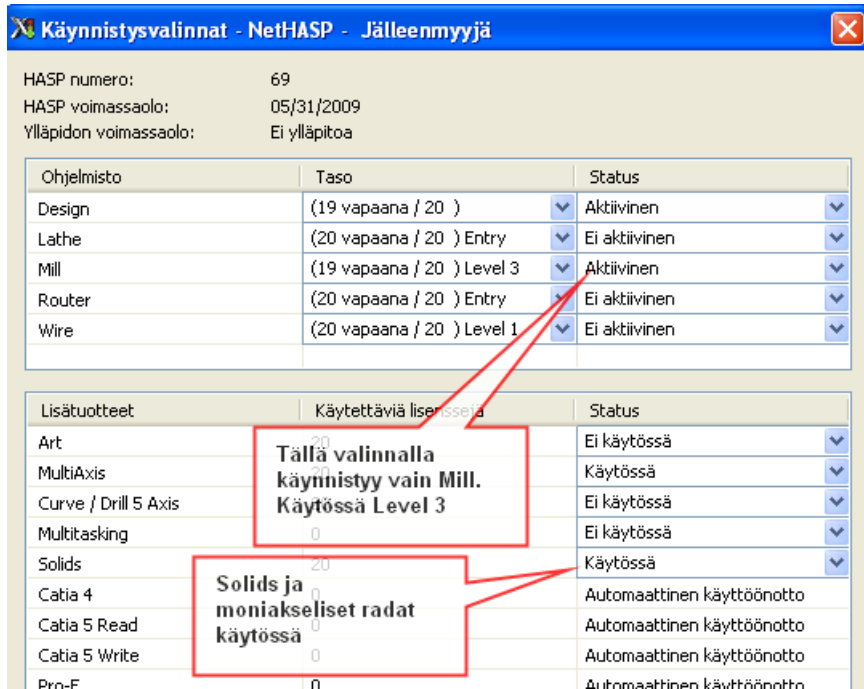 Käynnistysvalinnat - NetHASP - Jälleenmyyjä
HASP numero: 69
HASP voimassaolo: 05/31/2009
Ylläpidon voimassaolo: Ei ylläpitoa
Ohjelmisto Taso Status
Design (19 vapaana / 20 ) Aktiivinen
Lathe (20 vapaana / 20 ) Entry Ei aktiivinen
Mill (19 vapaana / 20 ) Level 3 Aktiivinen
Router (20 vapaana / 20 ) Entry Ei aktiivinen
Wire (20 vapaana / 20 ) Level 1 Ei aktiivinen
Lisätuotteet Käytettäviä lisenssejä Status
Art 20 Ei käytössä
MultiAxis 20 Käytössä
Curve / Drill 5 Axis Ei käytössä
Multitasking 0 Ei käytössä
Solids 20 Käytössä
Catia 4 0 Automaattinen käyttöönotto
Catia 5 Read 0 Automaattinen käyttöönotto
Catia 5 Write 0 Automaattinen käyttöönotto
Pro-E 0 Automaattinen käyttöönotto
Tällä valinnalla
käynnistyy vain Mill.
Käytössä Level 3
Solids ja
moniakseliset radat
käytössä